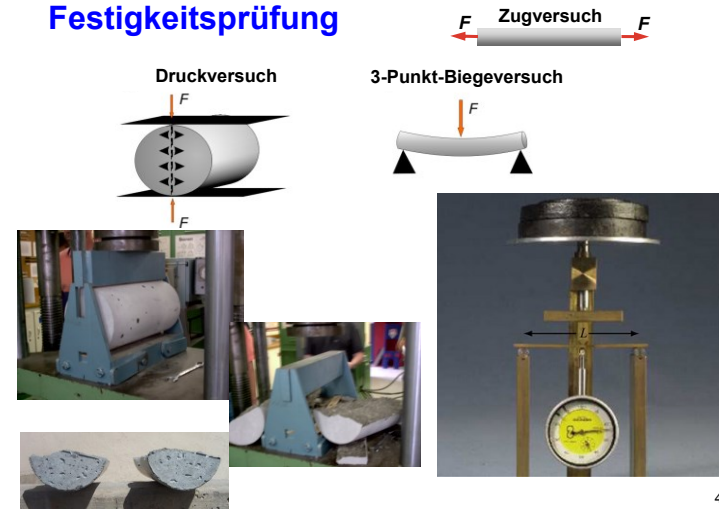 Festigkeitsprüfung
Zugversuch
F
F
Druckversuch
3-Punkt-Biegeversuch
F
F
F
L
4